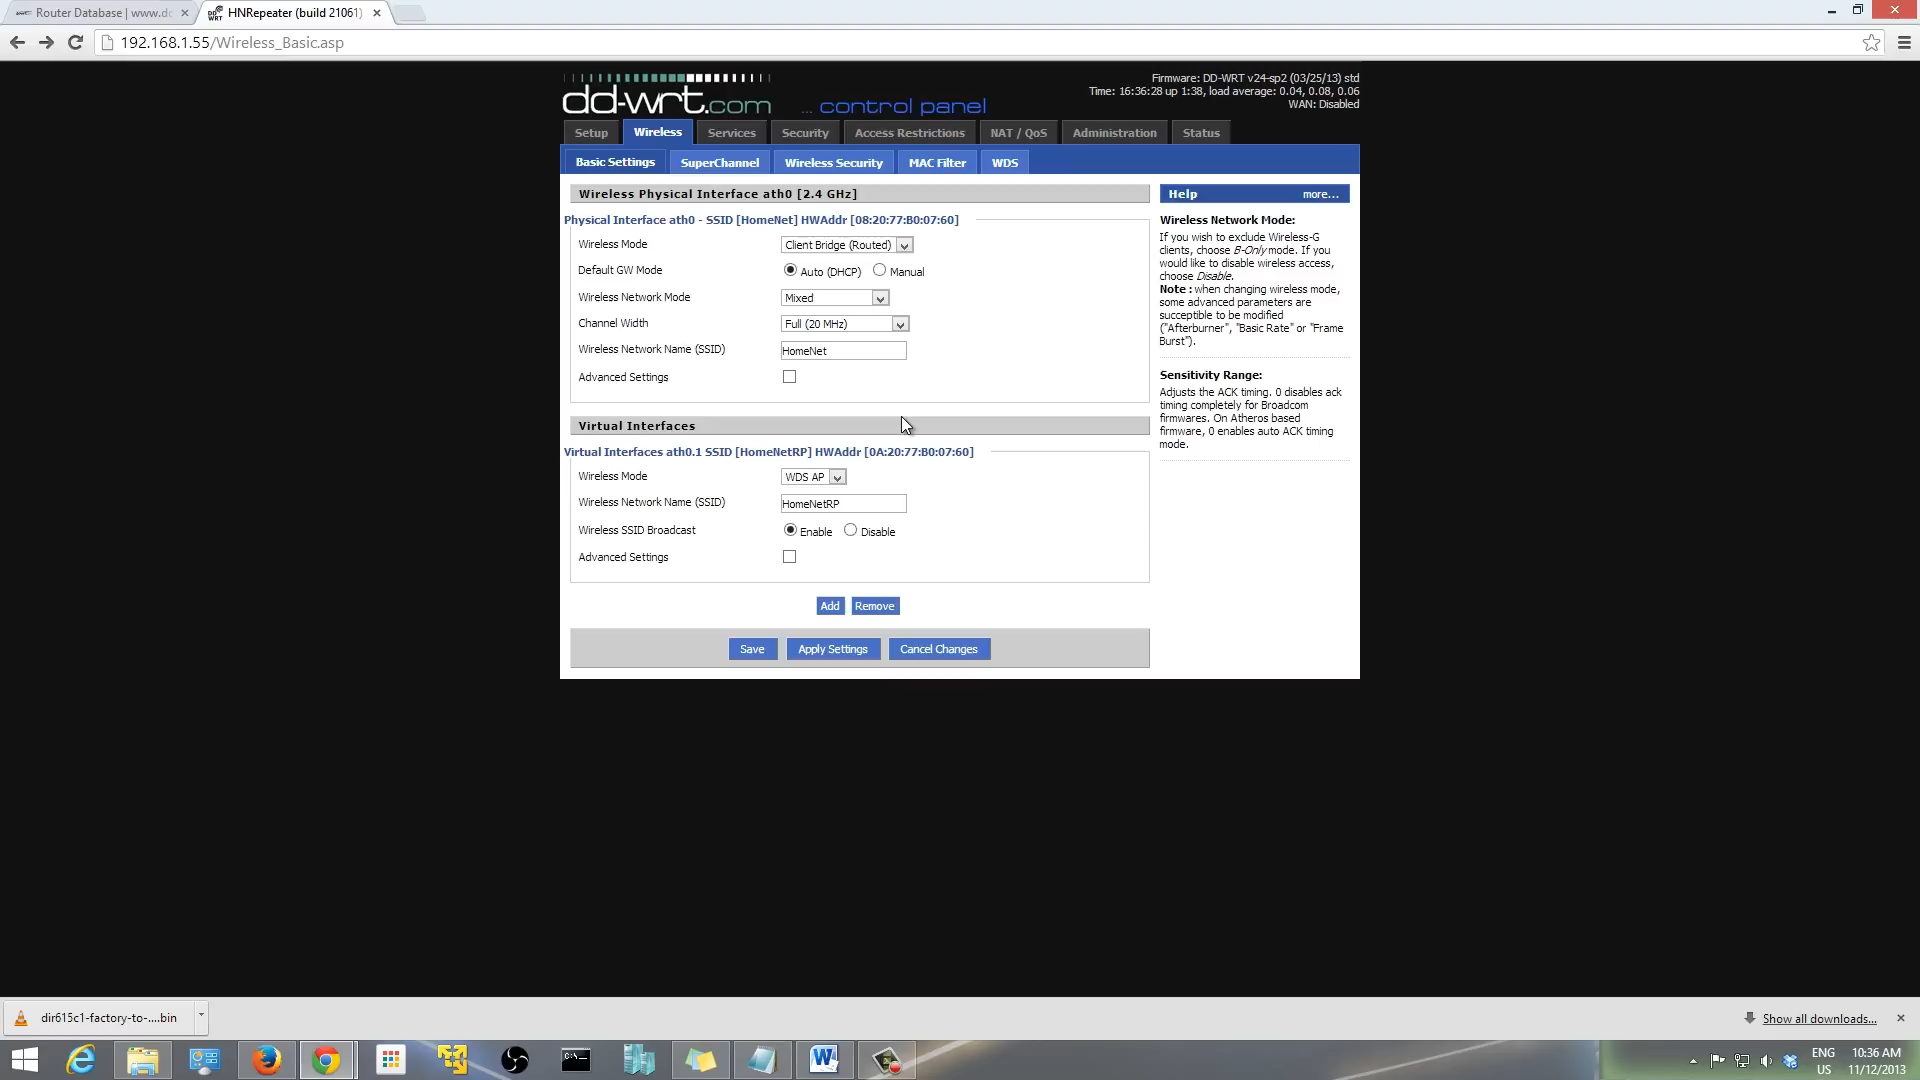 Router Database | www.dd
HNRepeater (build 21061)
192.168.1.55/Wireless_Basic.asp
dd-wrt.com
... control panel
Firmware: DD-WRT v24-sp2 (03/25/13) std
Time: 16:36:28 up 1:38, load average: 0.04, 0.08, 0.06
WAN: Disabled
Setup Wireless Services Security Access Restrictions NAT / QoS Administration Status
Basic Settings SuperChannel Wireless Security MAC Filter WDS
Wireless Physical Interface ath0 [2.4 GHz]
Physical Interface ath0 - SSID [HomeNet] HWAddr [08:20:77:B0:07:60]
Wireless Mode Client Bridge (Routed)
Default GW Mode Auto (DHCP) Manual
Wireless Network Mode Mixed
Channel Width Full (20 MHz)
Wireless Network Name (SSID) HomeNet
Advanced Settings
Virtual Interfaces
Virtual Interfaces ath0.1 SSID [HomeNetRP] HWAddr [0A:20:77:B0:07:60]
Wireless Mode WDS AP
Wireless Network Name (SSID) HomeNetRP
Wireless SSID Broadcast Enable Disable
Advanced Settings
Add Remove
Save Apply Settings Cancel Changes
Help more...
Wireless Network Mode:
If you wish to exclude Wireless-G
clients, choose B-Only mode. If you
would like to disable wireless access,
choose Disable.
Note : when changing wireless mode,
some advanced parameters are
succeptible to be modified
("Afterburner", "Basic Rate" or "Frame
Burst").
Sensitivity Range:
Adjusts the ACK timing. 0 disables ack
timing completely for Broadcom
firmwares. On Atheros based
firmware, 0 enables auto ACK timing
mode.
dir615c1-factory-to-....bin
Show all downloads...
ENG
US
10:36 AM
11/12/2013